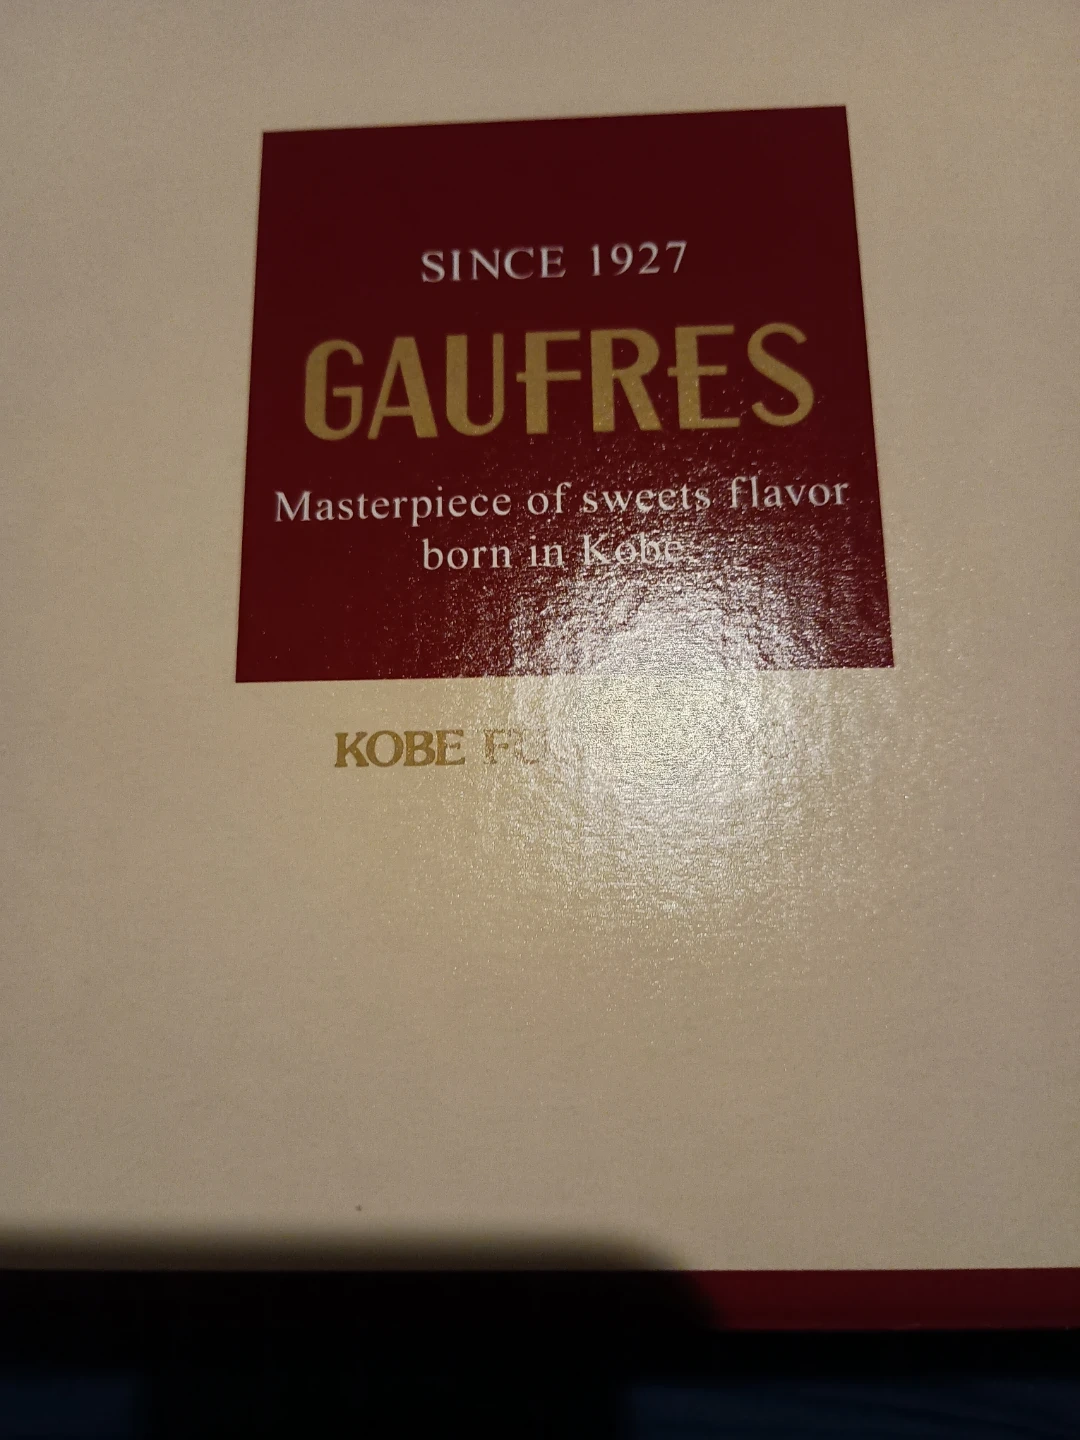 SINCE 1927
GAUFRES
Masterpiece of sweets flavor
born in Kobe.
KOBE